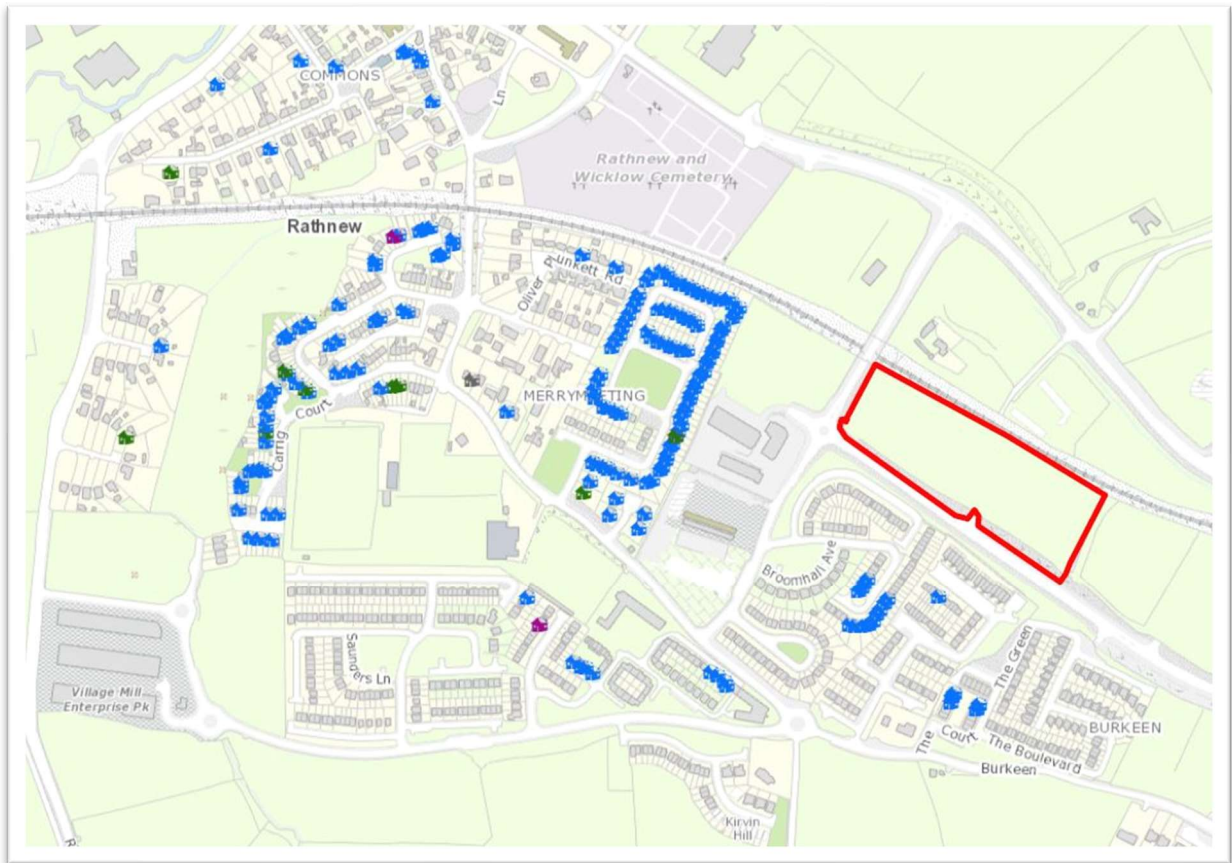 COMMONS
Ln
Rathnew and
Wicklow Cemetery
Rathnew
Oliver Plunkett Rd
MERRYMEETING
Carrig
Court
Broomhall Ave
Saunders Ln
The Green
Village Mill
Enterprise Pk
The Court
The Boulevard
BURKEEN
Burkeen
Kirvin
Hill
R